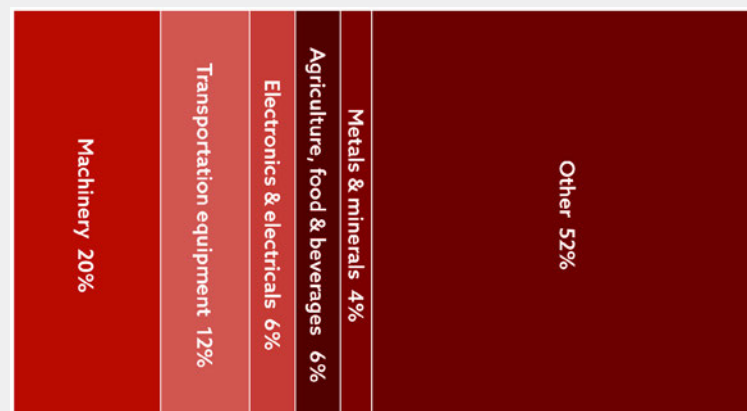 Machinery 20%
Transportation equipment 12%
Electronics & electricals 6%
Agriculture, food & beverages 6%
Metals & minerals 4%
Other 52%